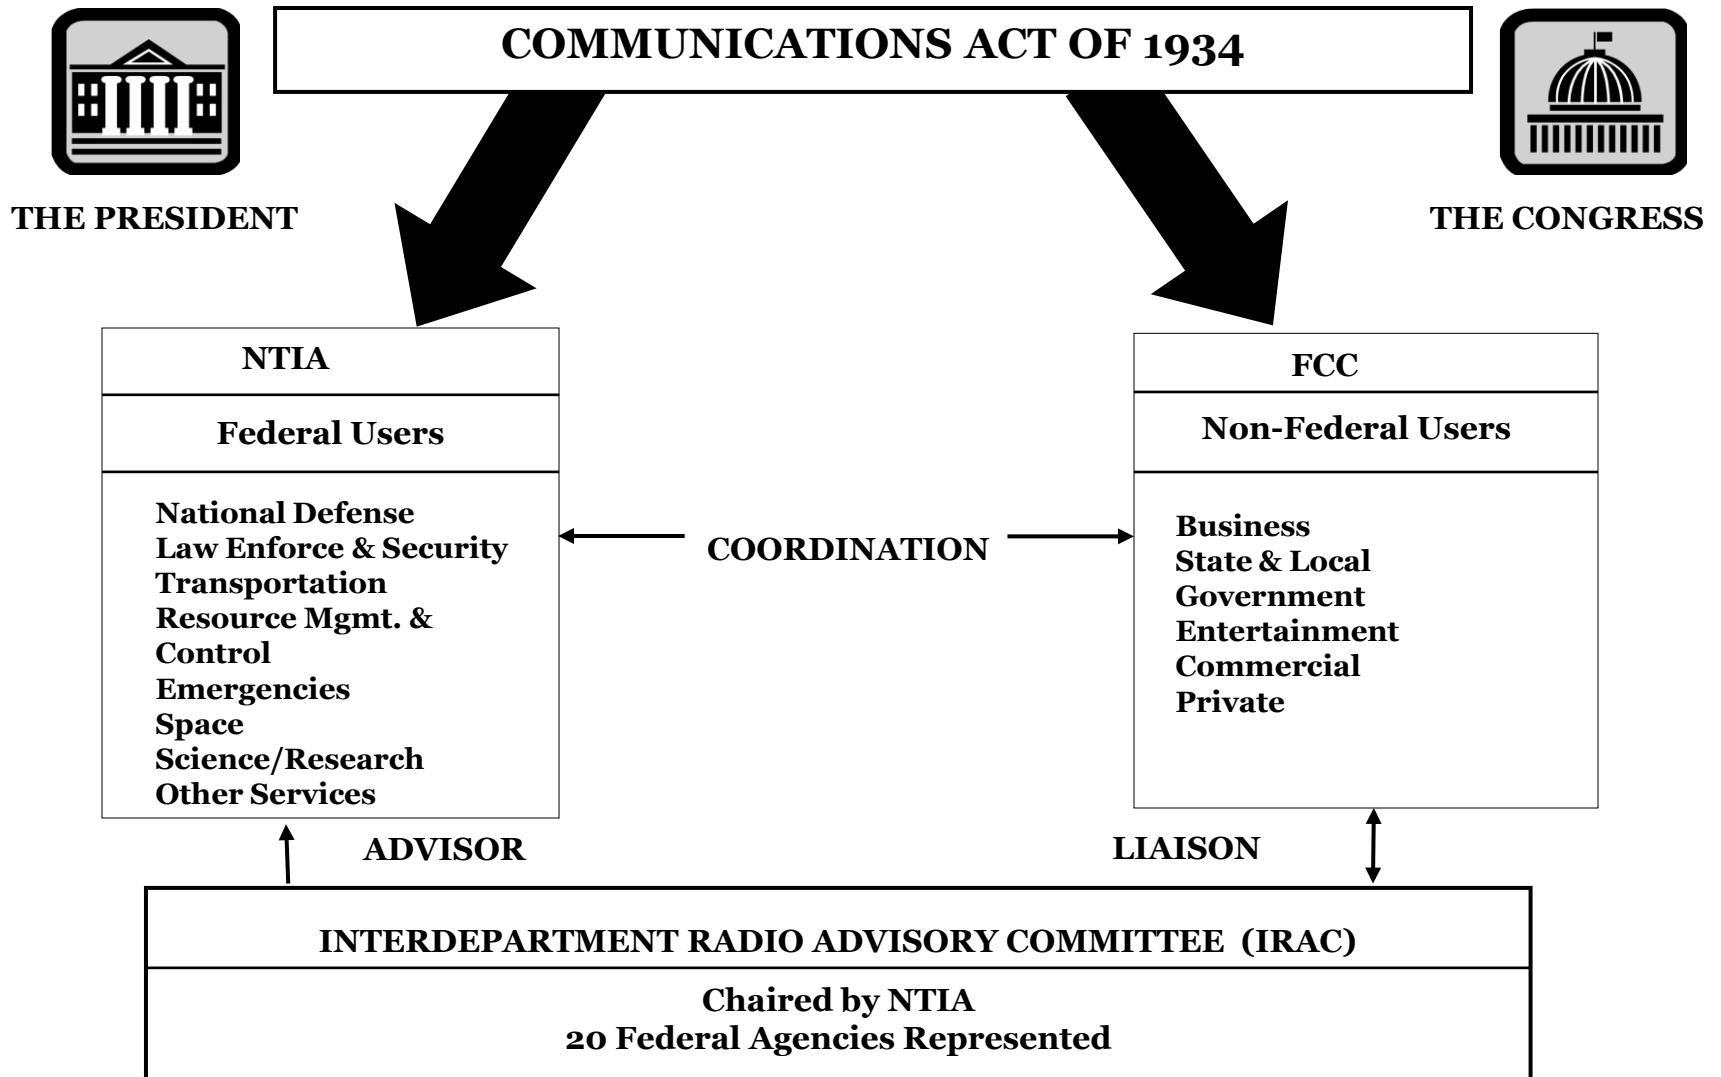 COMMUNICATIONS ACT OF 1934
THE PRESIDENT
THE CONGRESS
NTIA
Federal Users
National Defense
Law Enforce & Security
Transportation
Resource Mgmt. &
Control
Emergencies
Space
Science/Research
Other Services
COORDINATION
FCC
Non-Federal Users
Business
State & Local
Government
Entertainment
Commercial
Private
ADVISOR
LIAISON
INTERDEPARTMENT RADIO ADVISORY COMMITTEE (IRAC)
Chaired by NTIA
20 Federal Agencies Represented